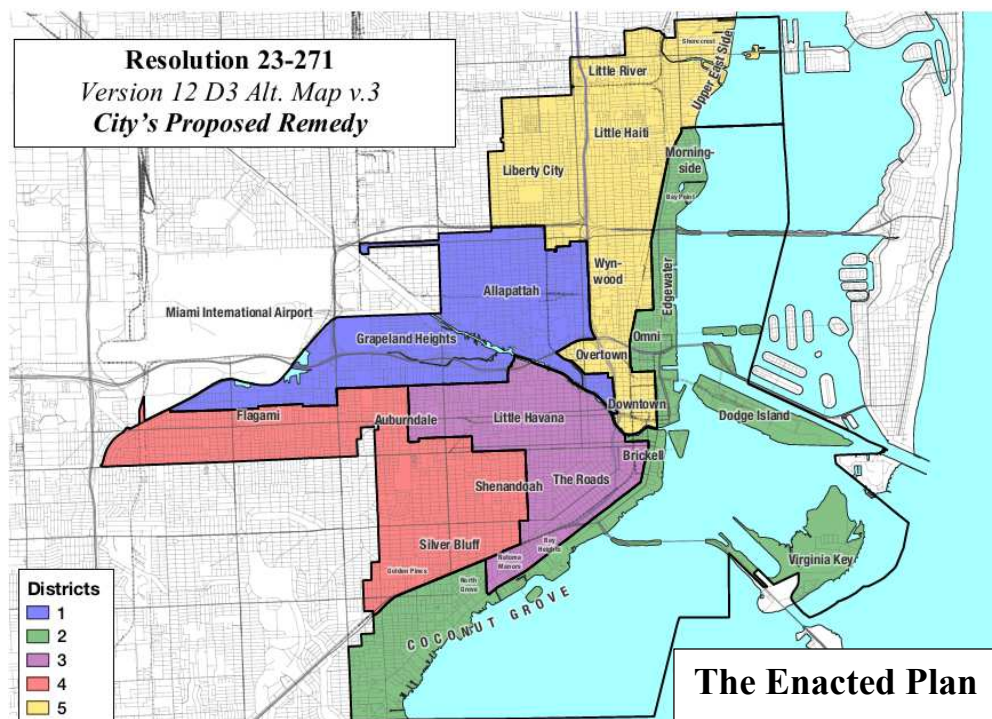 Resolution 23-271
Version 12 D3 Alt. Map v.3
City's Proposed Remedy
Shorecrest
Upper East Side
Little River
Little Haiti
Morning-
side
Liberty City
Bay Point
Wyn-
wood
Allapattah
Edgewater
Miami International Airport
Grapeland Heights
Omni
Overtown
Flagami
Auburndale
Little Havana
Downtown
Dodge Island
Brickell
Shenandoah
The Roads
Silver Bluff
Bay
Heights
Natoma
Manors
Virginia Key
Golden Pines
North
Grove
COCONUT GROVE
Districts
1
2
3
4
5
The Enacted Plan